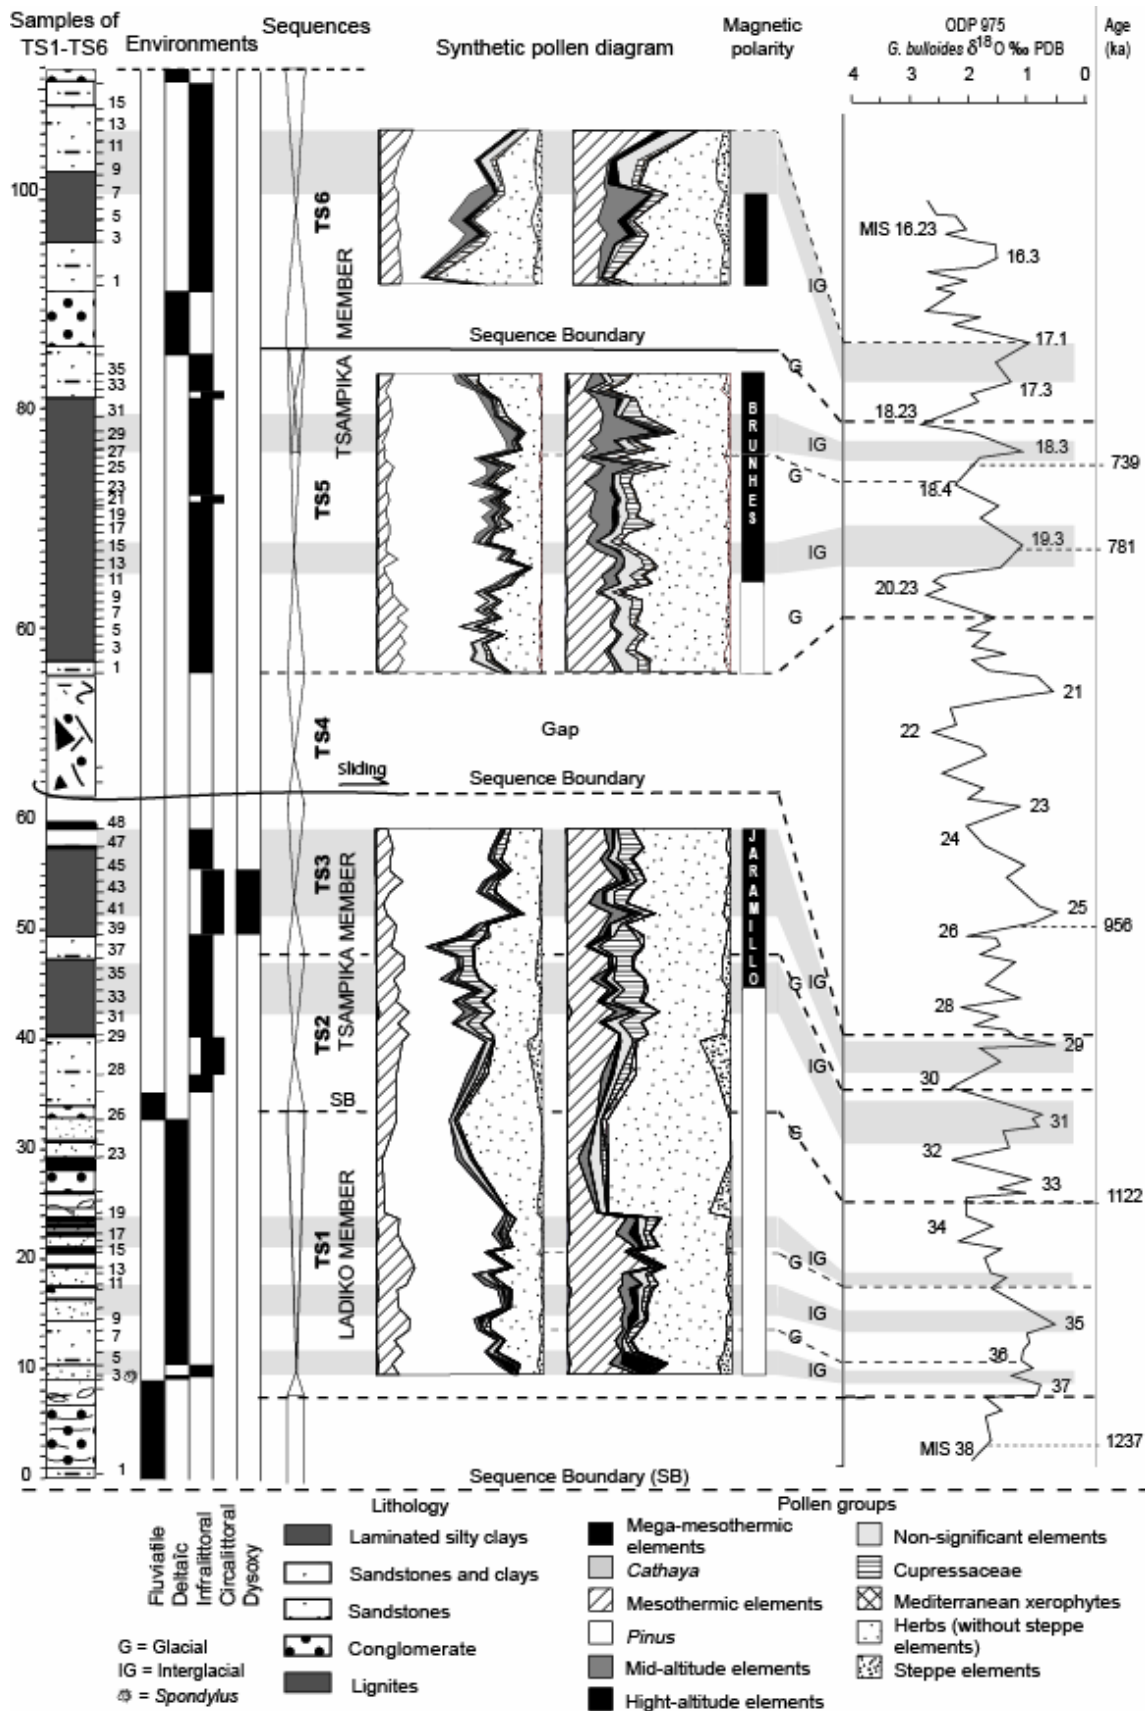 Samples of
TS1-TS6
Environments
Sequences
Synthetic pollen diagram
Magnetic
polarity
ODP 975
G. bulloides δ18O ‰ PDB
Age
(ka)
4 3 2 1 0
15
13
11
9
100
7
5
3
1
TS6
TSAMPIKA MEMBER
IG
MIS 16.23
16.3
17.1
Sequence Boundary
G
17.3
35
33
80
31
29
27
25
23
21
19
17
15
13
11
9
7
60
5
3
1
TS5
BRUNHES
IG
G
IG
G
18.23
18.3
739
18.4
19.3
781
20.23
TS4
Gap
21
22
Sliding
Sequence Boundary
23
24
60
48
47
45
43
41
39
50
37
35
33
31
40
29
28
26
30
23
19
17
20
15
13
11
9
7
5
10
3
1
0
TS3
TSAMPIKA MEMBER
TS2
SB
TS1
LADIKO MEMBER
JARAMILLO
G
IG
IG
G
G
IG
IG
G
IG
25
26
956
28
29
30
31
32
33
1122
34
35
36
37
MIS 38
1237
Sequence Boundary (SB)
Fluviatile
Deltaïc
Infralittoral
Circalittoral
Dysoxy
G = Glacial
IG = Interglacial
= Spondylus
Lithology
Laminated silty clays
Sandstones and clays
Sandstones
Conglomerate
Lignites
Pollen groups
Mega-mesothermic
elements
Cathaya
Mesothermic elements
Pinus
Mid-altitude elements
Hight-altitude elements
Non-significant elements
Cupressaceae
Mediterranean xerophytes
Herbs (without steppe
elements)
Steppe elements